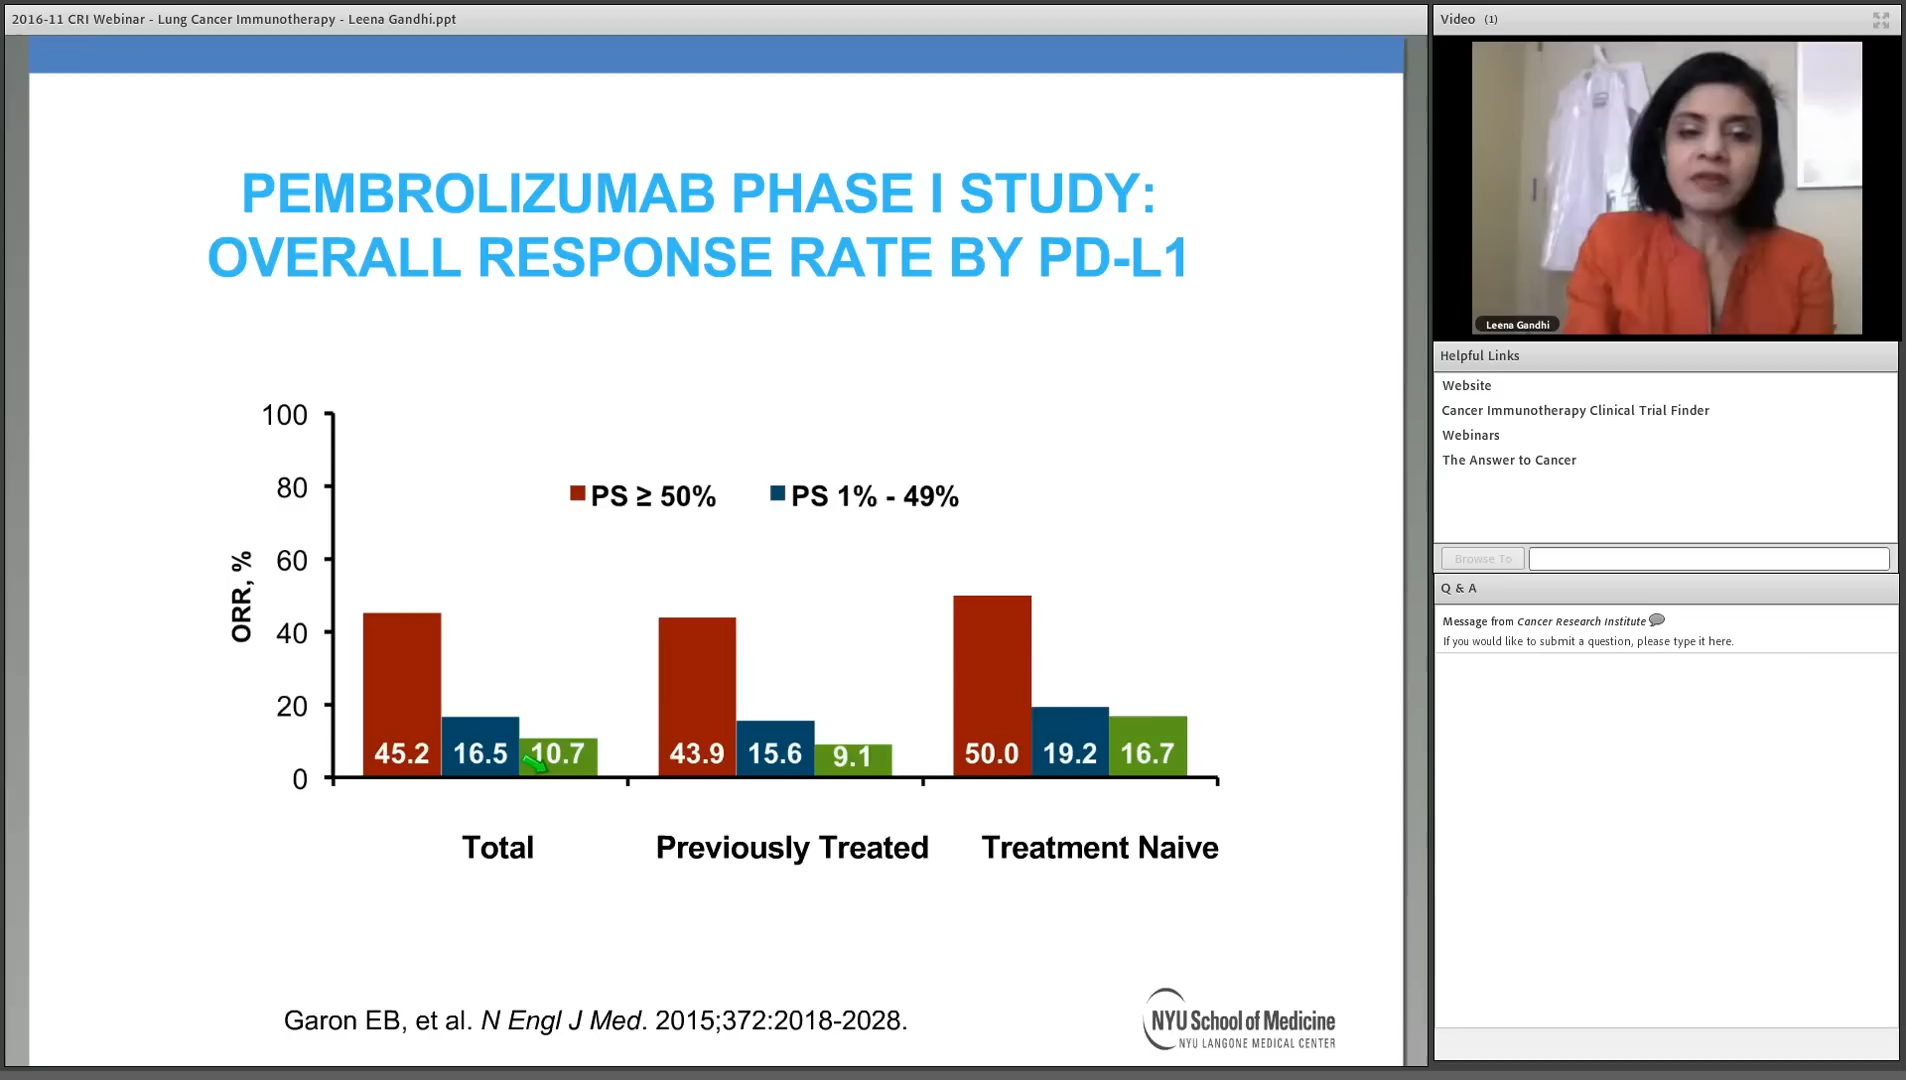 2016-11 CRI Webinar - Lung Cancer Immunotherapy - Leena Gandhi.ppt
PEMBROLIZUMAB PHASE I STUDY:
OVERALL RESPONSE RATE BY PD-L1
100
80
60
40
20
0
ORR, %
PS ≥ 50%
PS 1% - 49%
45.2 16.5 10.7
43.9 15.6 9.1
50.0 19.2 16.7
Total
Previously Treated
Treatment Naive
Garon EB, et al. N Engl J Med. 2015;372:2018-2028.
NYU School of Medicine
NYU LANGONE MEDICAL CENTER
Video (1)
Leena Gandhi
Helpful Links
Website
Cancer Immunotherapy Clinical Trial Finder
Webinars
The Answer to Cancer
Browse To
Q & A
Message from Cancer Research Institute
If you would like to submit a question, please type it here.